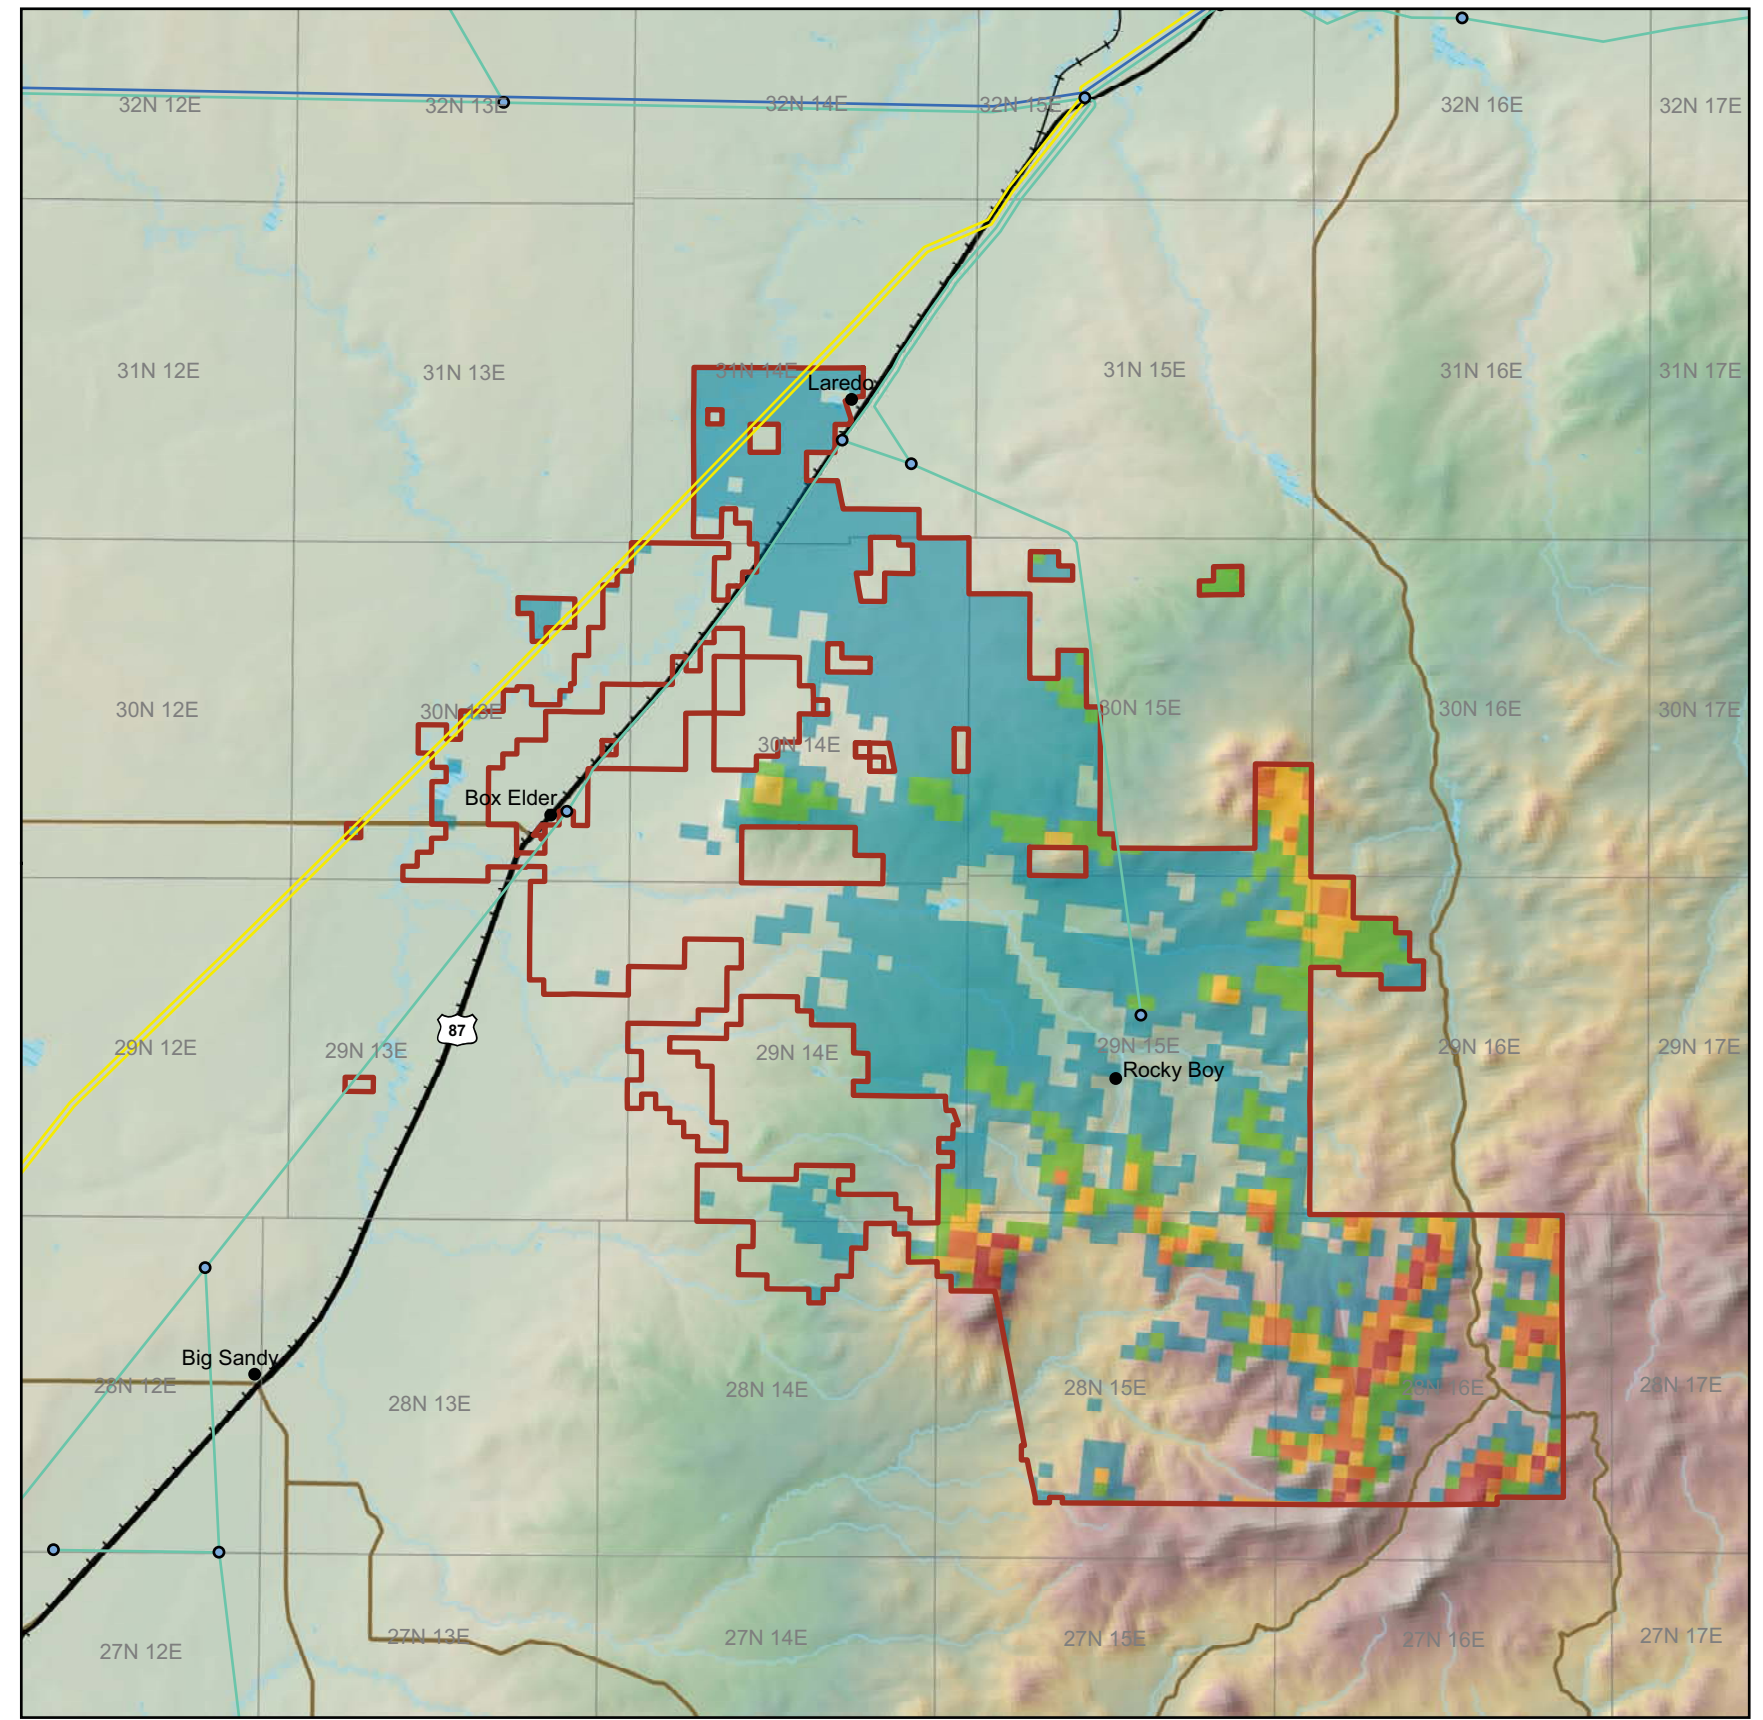 32N 12E
32N 13E
32N 14E
32N 15E
32N 16E
32N 17E
31N 12E
31N 13E
31N 14E
31N 15E
31N 16E
31N 17E
Laredo
30N 12E
30N 13E
30N 14E
30N 15E
30N 16E
30N 17E
Box Elder
87
29N 12E
29N 13E
29N 14E
29N 15E
29N 16E
29N 17E
Rocky Boy
Big Sandy
28N 12E
28N 13E
28N 14E
28N 15E
28N 16E
28N 17E
27N 12E
27N 13E
27N 14E
27N 15E
27N 16E
27N 17E